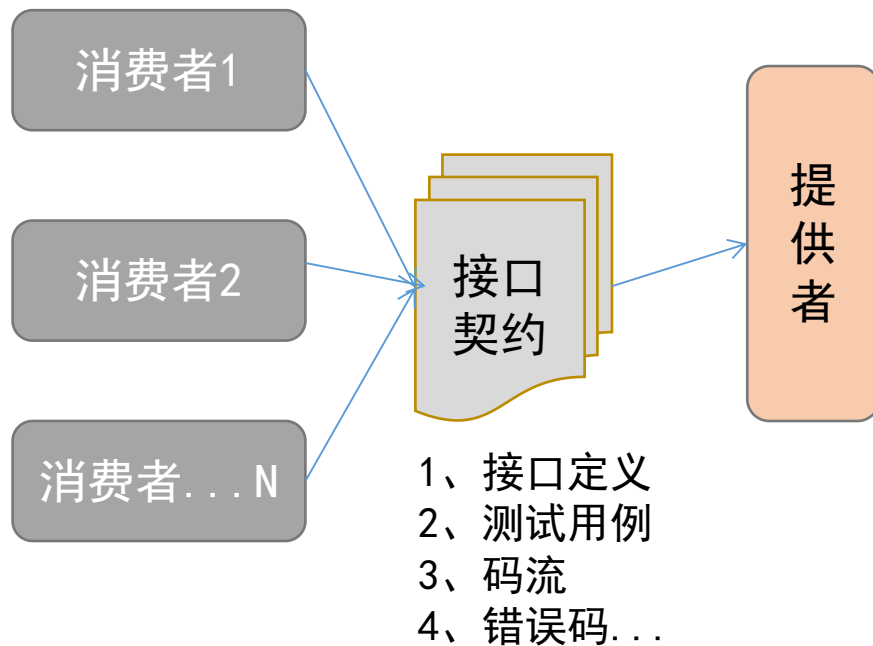 消费者1
消费者2
消费者...N
接口
契约
1、接口定义
2、测试用例
3、码流
4、错误码...
提
供
者